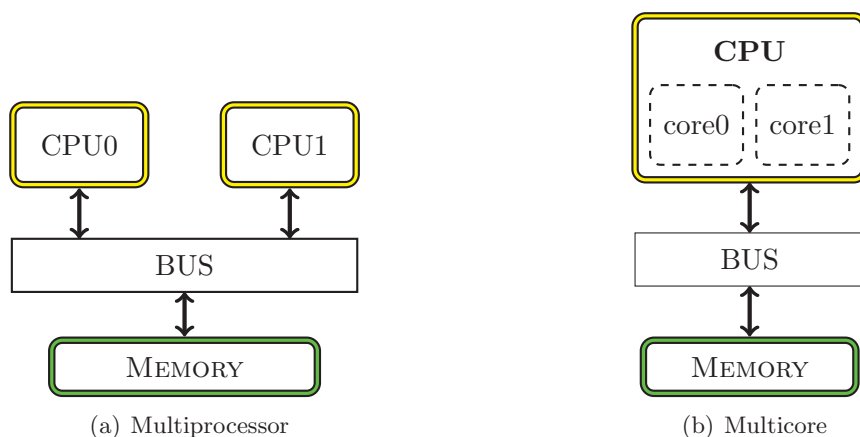 CPU0
CPU1
BUS
MEMORY
(a) Multiprocessor
CPU
core0
core1
BUS
MEMORY
(b) Multicore